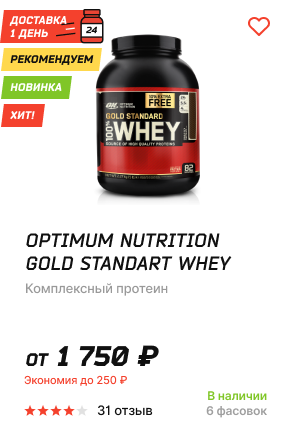 ДОСТАВКА
1 ДЕНЬ
24
РЕКОМЕНДУЕМ
НОВИНКА
ХИТ!
OPTIMUM NUTRITION
10% EXTRA
FREE
GOLD STANDARD
100% WHEY
SOURCE OF HIGH QUALITY PROTEINS
82
OPTIMUM NUTRITION
GOLD STANDART WHEY
Комплексный протеин
от 1 750 ₽
Экономия до 250 ₽
31 отзыв
В наличии
6 фасовок